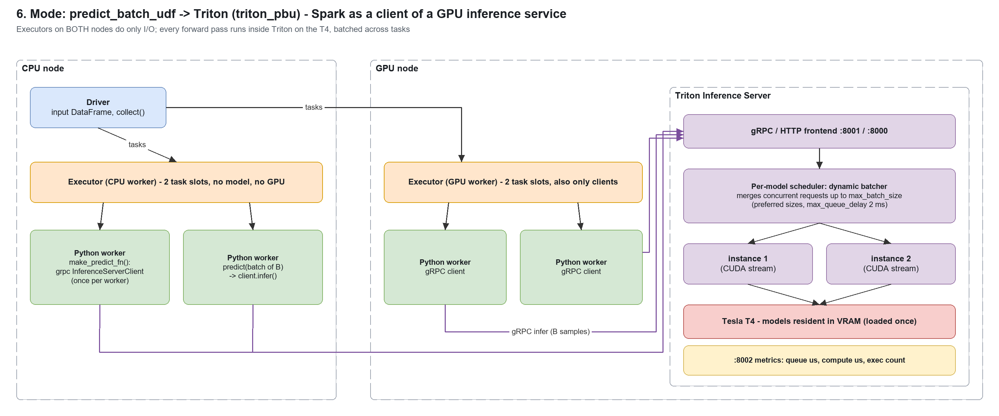 6. Mode: predict_batch_udf -> Triton (triton_pbu) - Spark as a client of a GPU inference service
Executors on BOTH nodes do only I/O; every forward pass runs inside Triton on the T4, batched across tasks
CPU node
Driver
input DataFrame, collect()
tasks
tasks
Executor (CPU worker) - 2 task slots, no model, no GPU
Python worker
make_predict_fn():
grpc InferenceServerClient
(once per worker)
Python worker
predict(batch of B)
-> client.infer()
GPU node
Executor (GPU worker) - 2 task slots, also only clients
Python worker
gRPC client
Python worker
gRPC client
gRPC infer (B samples)
Triton Inference Server
gRPC / HTTP frontend :8001 / :8000
Per-model scheduler: dynamic batcher
merges concurrent requests up to max_batch_size
(preferred sizes, max_queue_delay 2 ms)
instance 1
(CUDA stream)
instance 2
(CUDA stream)
Tesla T4 - models resident in VRAM (loaded once)
:8002 metrics: queue us, compute us, exec count